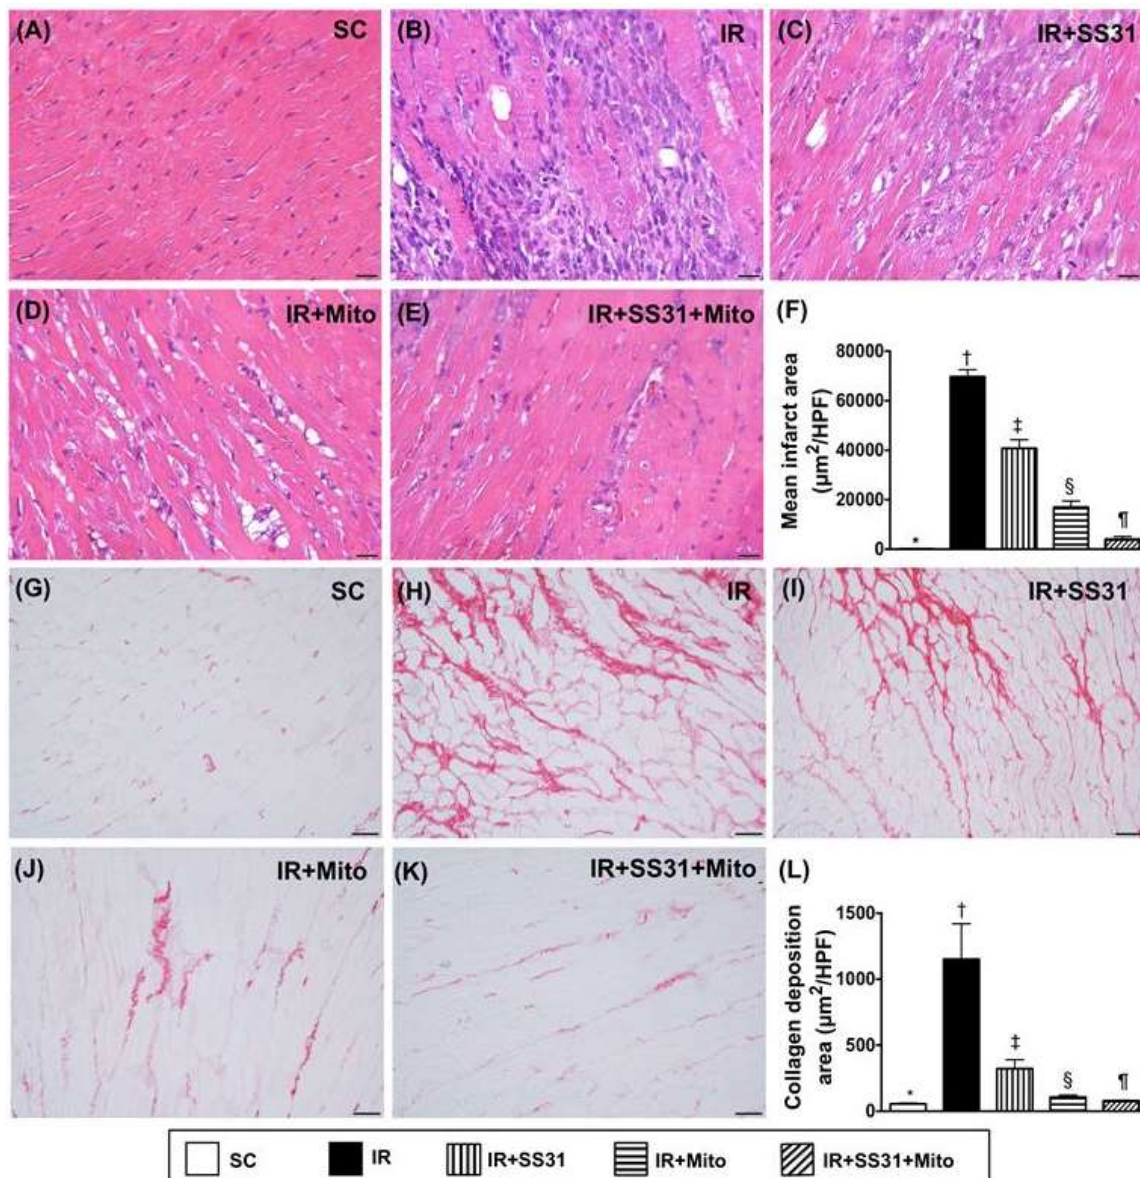 (A) SC
(B) IR
(C) IR+SS31
(D) IR+Mito
(E) IR+SS31+Mito
(F)
Mean infarct area
(µm²/HPF)
80000
60000
40000
20000
0
* † ‡ § ¶
(G) SC
(H) IR
(I) IR+SS31
(J) IR+Mito
(K) IR+SS31+Mito
(L)
Collagen deposition
area (µm²/HPF)
1500
1000
500
0
* † ‡ § ¶
SC IR IR+SS31 IR+Mito IR+SS31+Mito